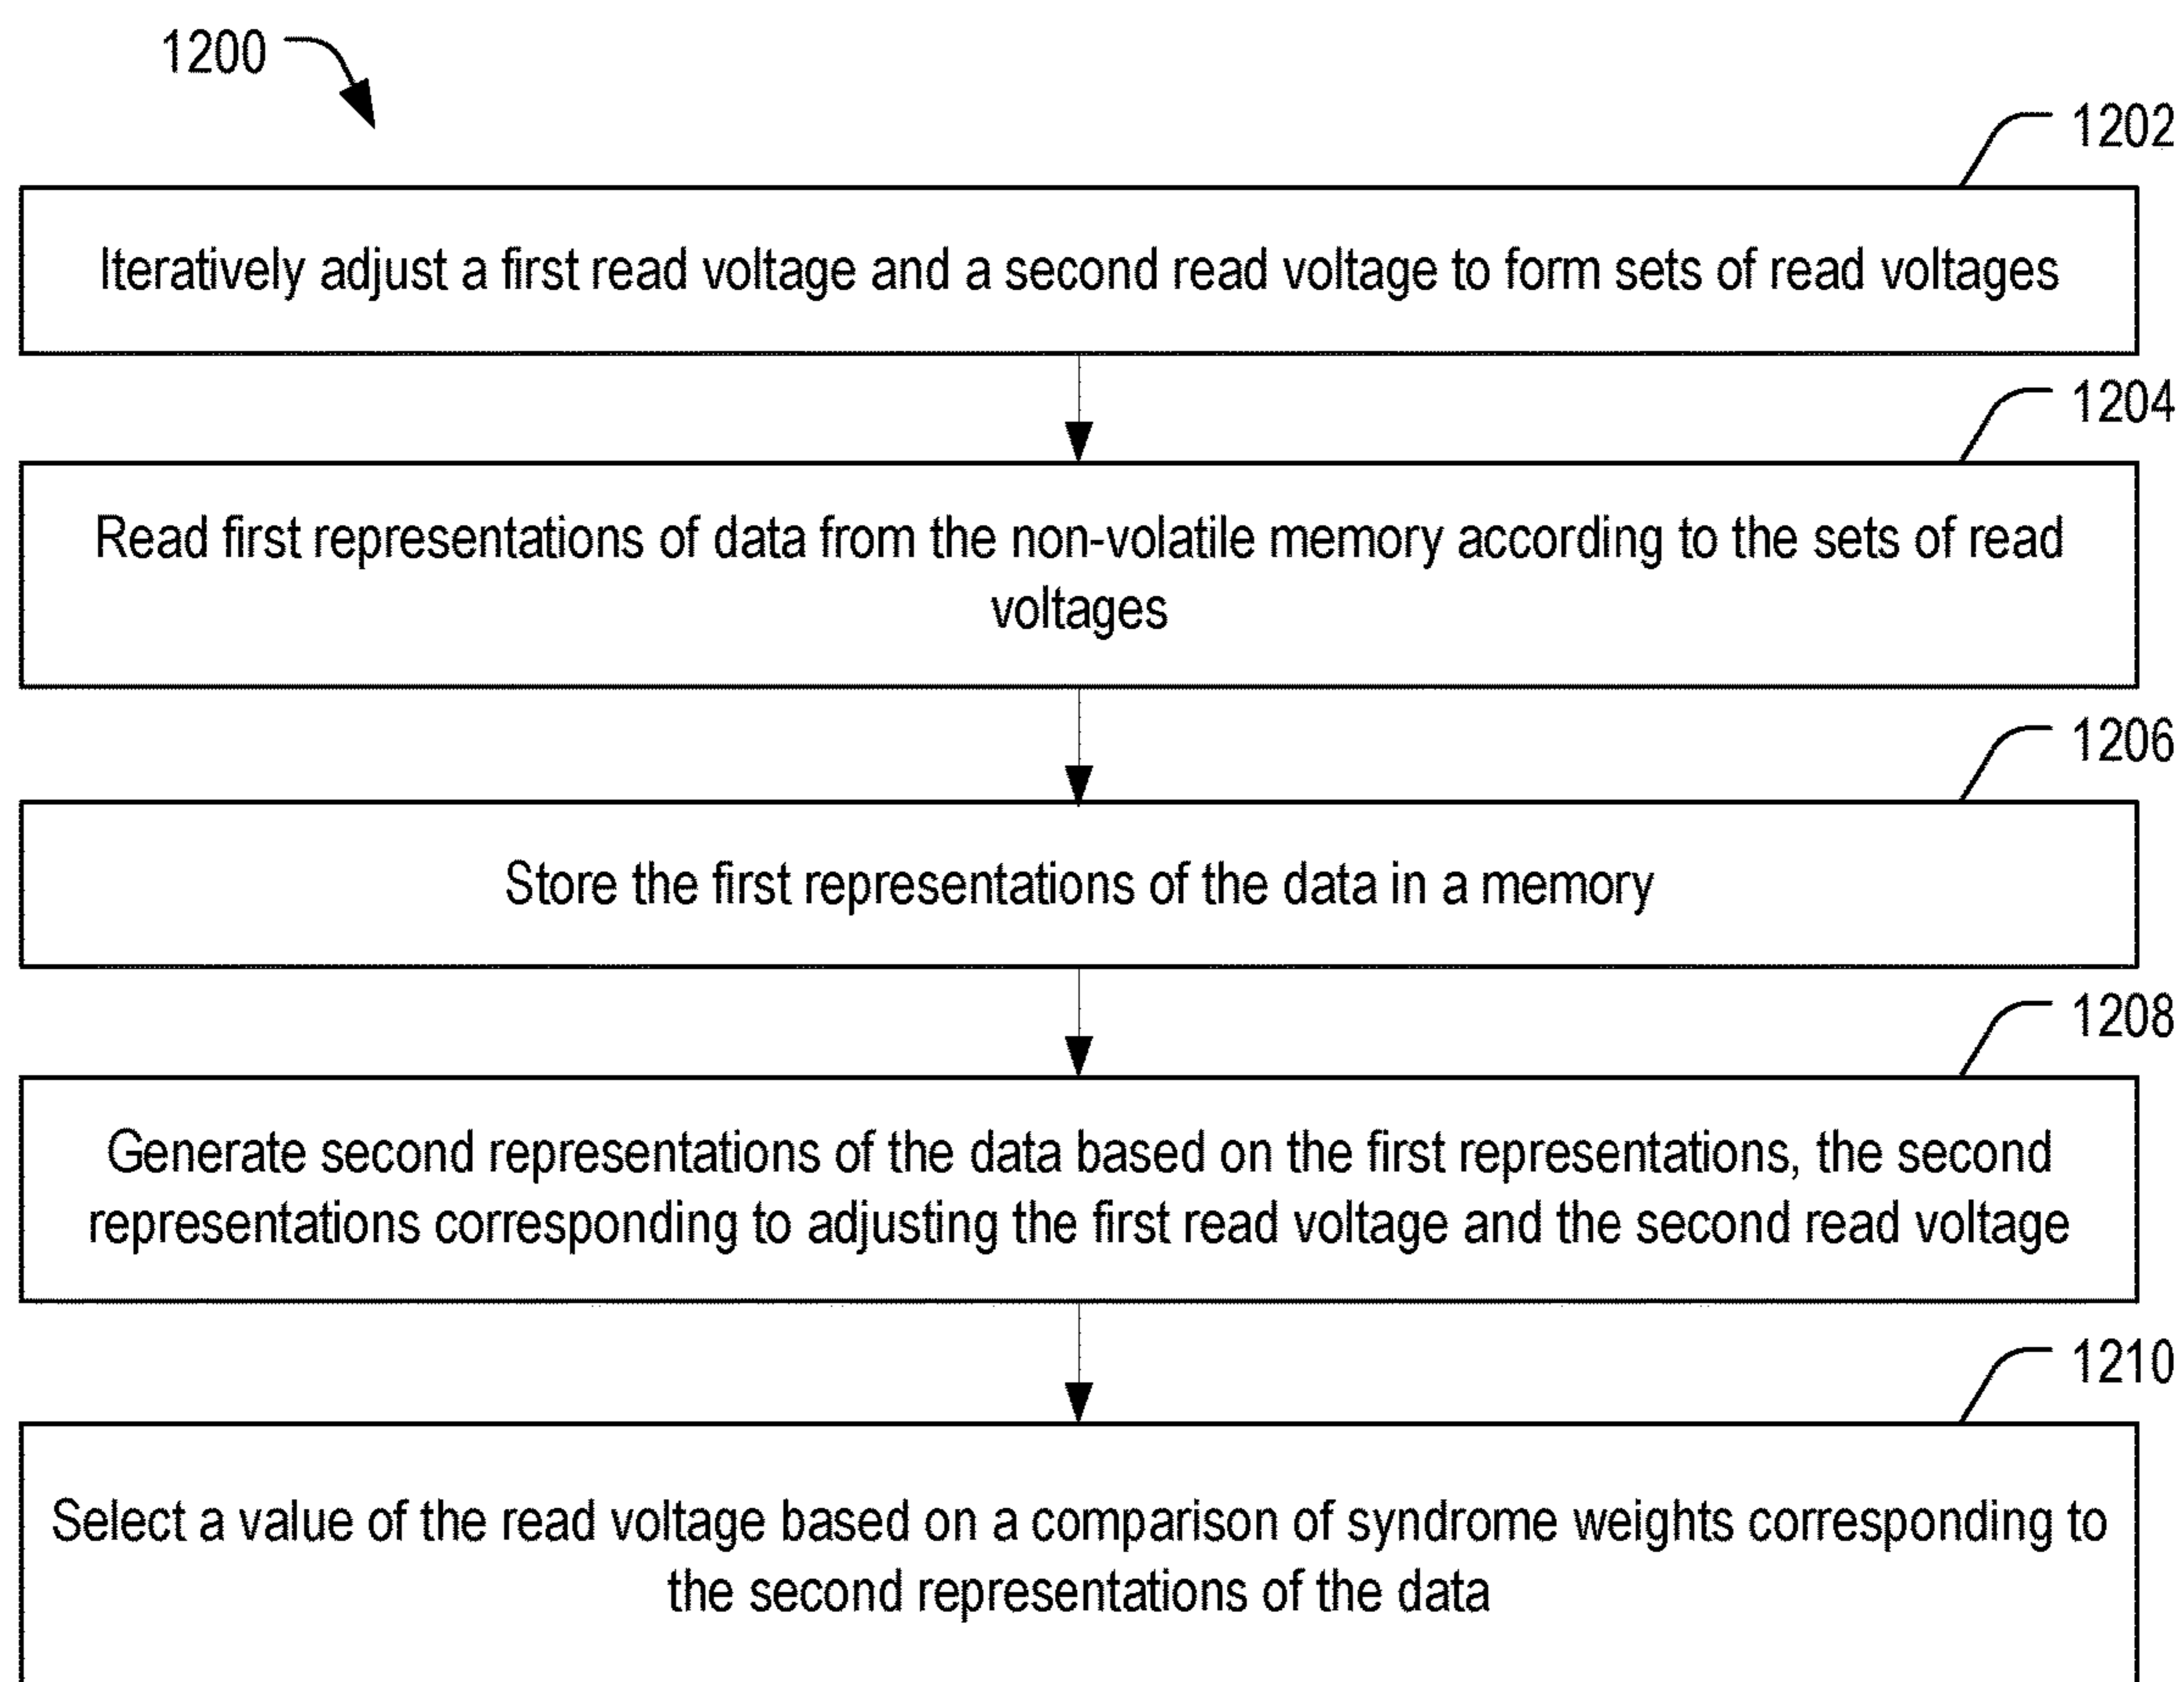 1200
1202
Iteratively adjust a first read voltage and a second read voltage to form sets of read voltages
1204
Read first representations of data from the non-volatile memory according to the sets of read
voltages
1206
Store the first representations of the data in a memory
1208
Generate second representations of the data based on the first representations, the second
representations corresponding to adjusting the first read voltage and the second read voltage
1210
Select a value of the read voltage based on a comparison of syndrome weights corresponding to
the second representations of the data